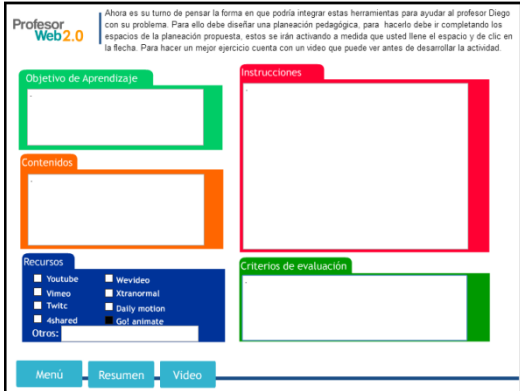 Profesor
Web2.0
Ahora es su turno de pensar la forma en que podría integrar estas herramientas para ayudar al profesor Diego
con su problema. Para ello debe diseñar una planeación pedagógica, para hacerlo debe ir completando los
espacios de la planeación propuesta, estos se irán activando a medida que usted llene el espacio y de clic en
la flecha. Para hacer un mejor ejercicio cuenta con un video que puede ver antes de desarrollar la actividad.
Objetivo de Aprendizaje
Instrucciones
Contenidos
Recursos
Youtube
Wevideo
Vimeo
Xtranormal
Twitc
Daily motion
4shared
Go! animate
Otros:
Criterios de evaluación
Menú
Resumen
Video